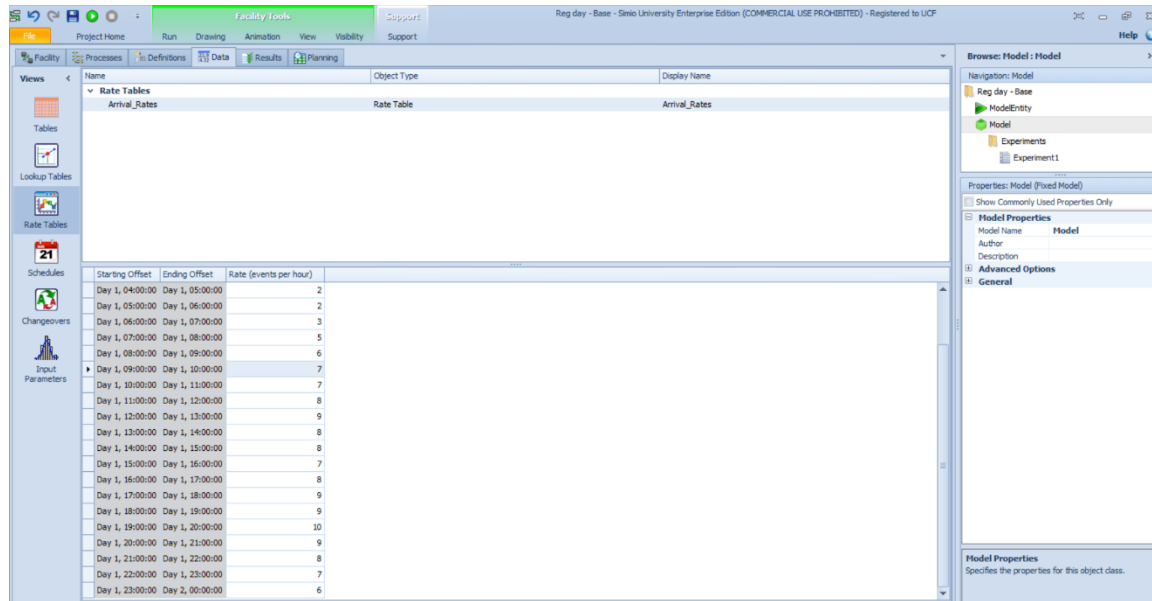 Facility Tools Support Reg day - Base - Simio University Enterprise Edition (COMMERCIAL USE PROHIBITED) - Registered to UCF
File Project Home Run Drawing Animation View Visibility Support Help
Facility Processes Definitions Data Results Planning
Views
Tables
Lookup Tables
Rate Tables
21
Schedules
Changeovers
Input
Parameters
Name Object Type Display Name
Rate Tables
Arrival_Rates Rate Table Arrival_Rates
Starting Offset Ending Offset Rate (events per hour)
Day 1, 04:00:00 Day 1, 05:00:00 2
Day 1, 05:00:00 Day 1, 06:00:00 2
Day 1, 06:00:00 Day 1, 07:00:00 3
Day 1, 07:00:00 Day 1, 08:00:00 5
Day 1, 08:00:00 Day 1, 09:00:00 6
Day 1, 09:00:00 Day 1, 10:00:00 7
Day 1, 10:00:00 Day 1, 11:00:00 7
Day 1, 11:00:00 Day 1, 12:00:00 8
Day 1, 12:00:00 Day 1, 13:00:00 9
Day 1, 13:00:00 Day 1, 14:00:00 8
Day 1, 14:00:00 Day 1, 15:00:00 8
Day 1, 15:00:00 Day 1, 16:00:00 7
Day 1, 16:00:00 Day 1, 17:00:00 8
Day 1, 17:00:00 Day 1, 18:00:00 9
Day 1, 18:00:00 Day 1, 19:00:00 9
Day 1, 19:00:00 Day 1, 20:00:00 10
Day 1, 20:00:00 Day 1, 21:00:00 9
Day 1, 21:00:00 Day 1, 22:00:00 8
Day 1, 22:00:00 Day 1, 23:00:00 7
Day 1, 23:00:00 Day 2, 00:00:00 6
Browse: Model : Model
Navigation: Model
Reg day - Base
ModelEntity
Model
Experiments
Experiment1
Properties: Model (Fixed Model)
Show Commonly Used Properties Only
Model Properties
Model Name Model
Author
Description
Advanced Options
General
Model Properties
Specifies the properties for this object class.